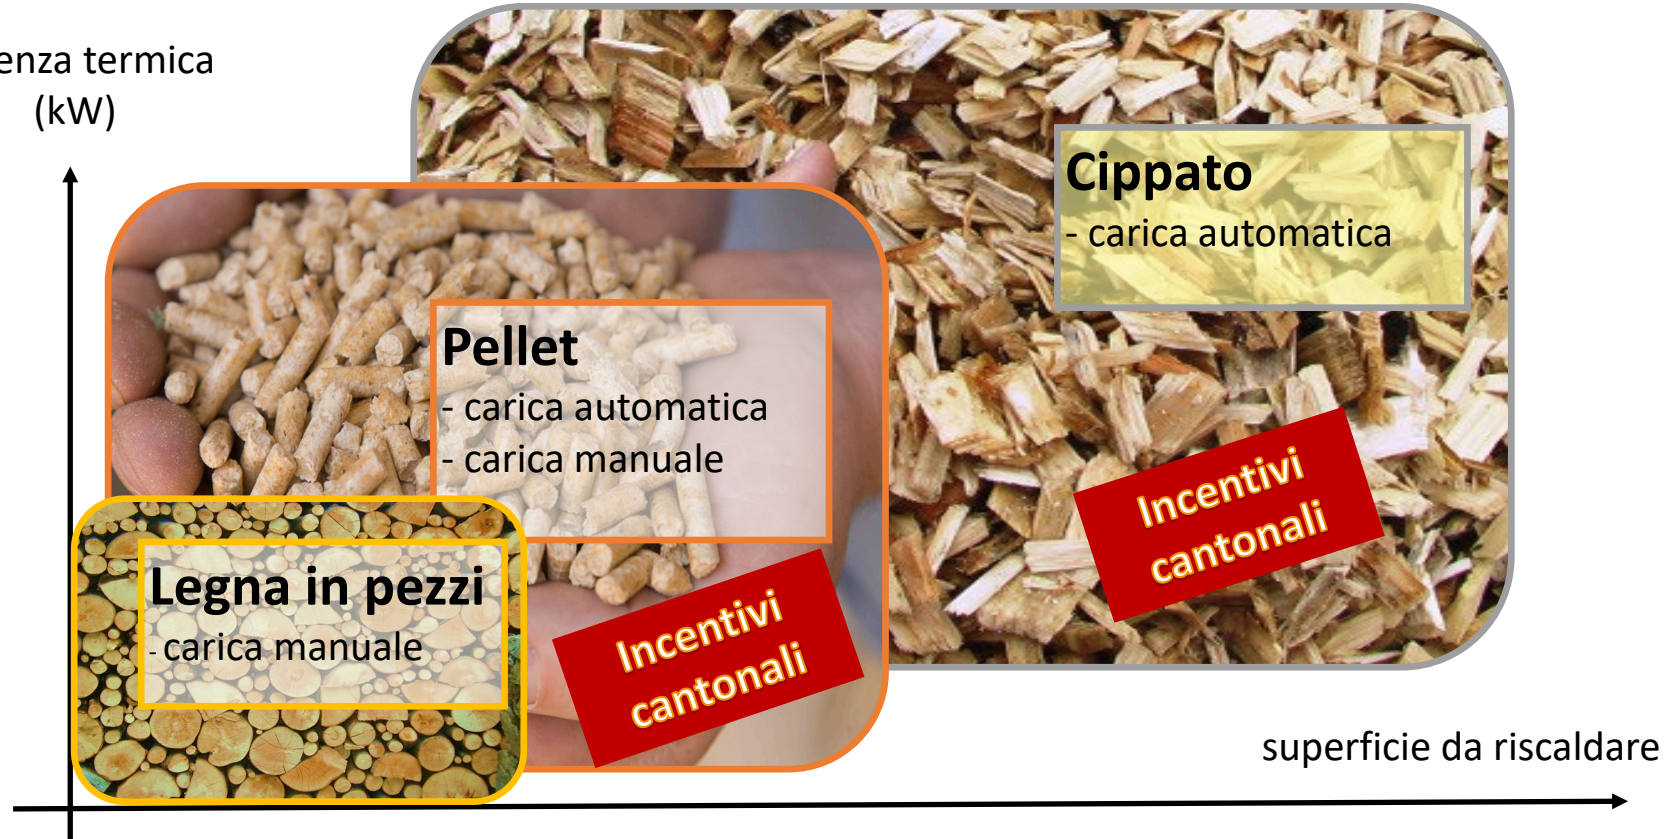 enza termica
(kW)
Cippato
- carica automatica
Pellet
- carica automatica
- carica manuale
Incentivi
cantonali
Legna in pezzi
- carica manuale
Incentivi
cantonali
superficie da riscaldare